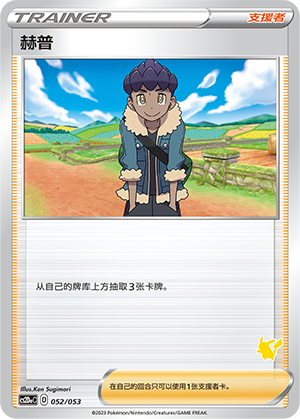 TRAINER
支援者
赫普
从自己的牌库上方抽取3张卡牌。
Illus.Ken Sugimori
D 052/053
在自己的回合只可以使用1张支援者卡。
©2023 Pokémon/Nintendo/Creatures/GAME FREAK.